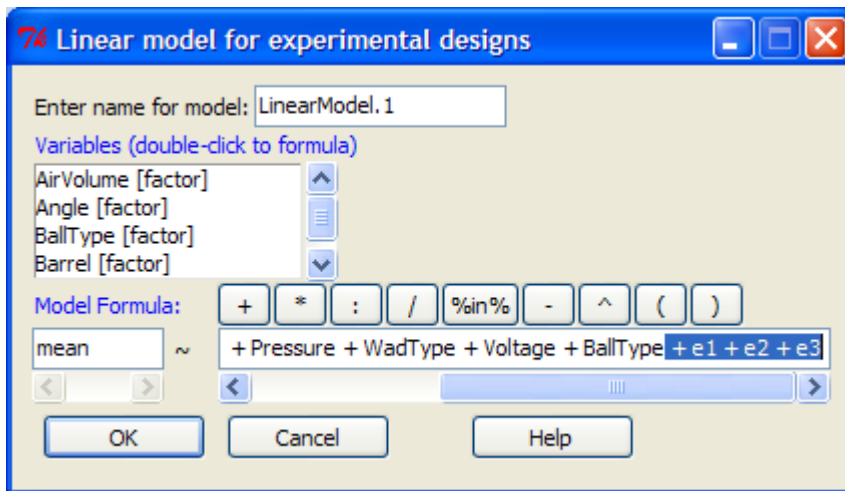 Linear model for experimental designs
Enter name for model: LinearModel.1
Variables (double-click to formula)
AirVolume [factor]
Angle [factor]
BallType [factor]
Barrel [factor]
Model Formula: + * : / %in% - ^ ( )
mean ~ + Pressure + WadType + Voltage + BallType + e1 + e2 + e3
OK Cancel Help